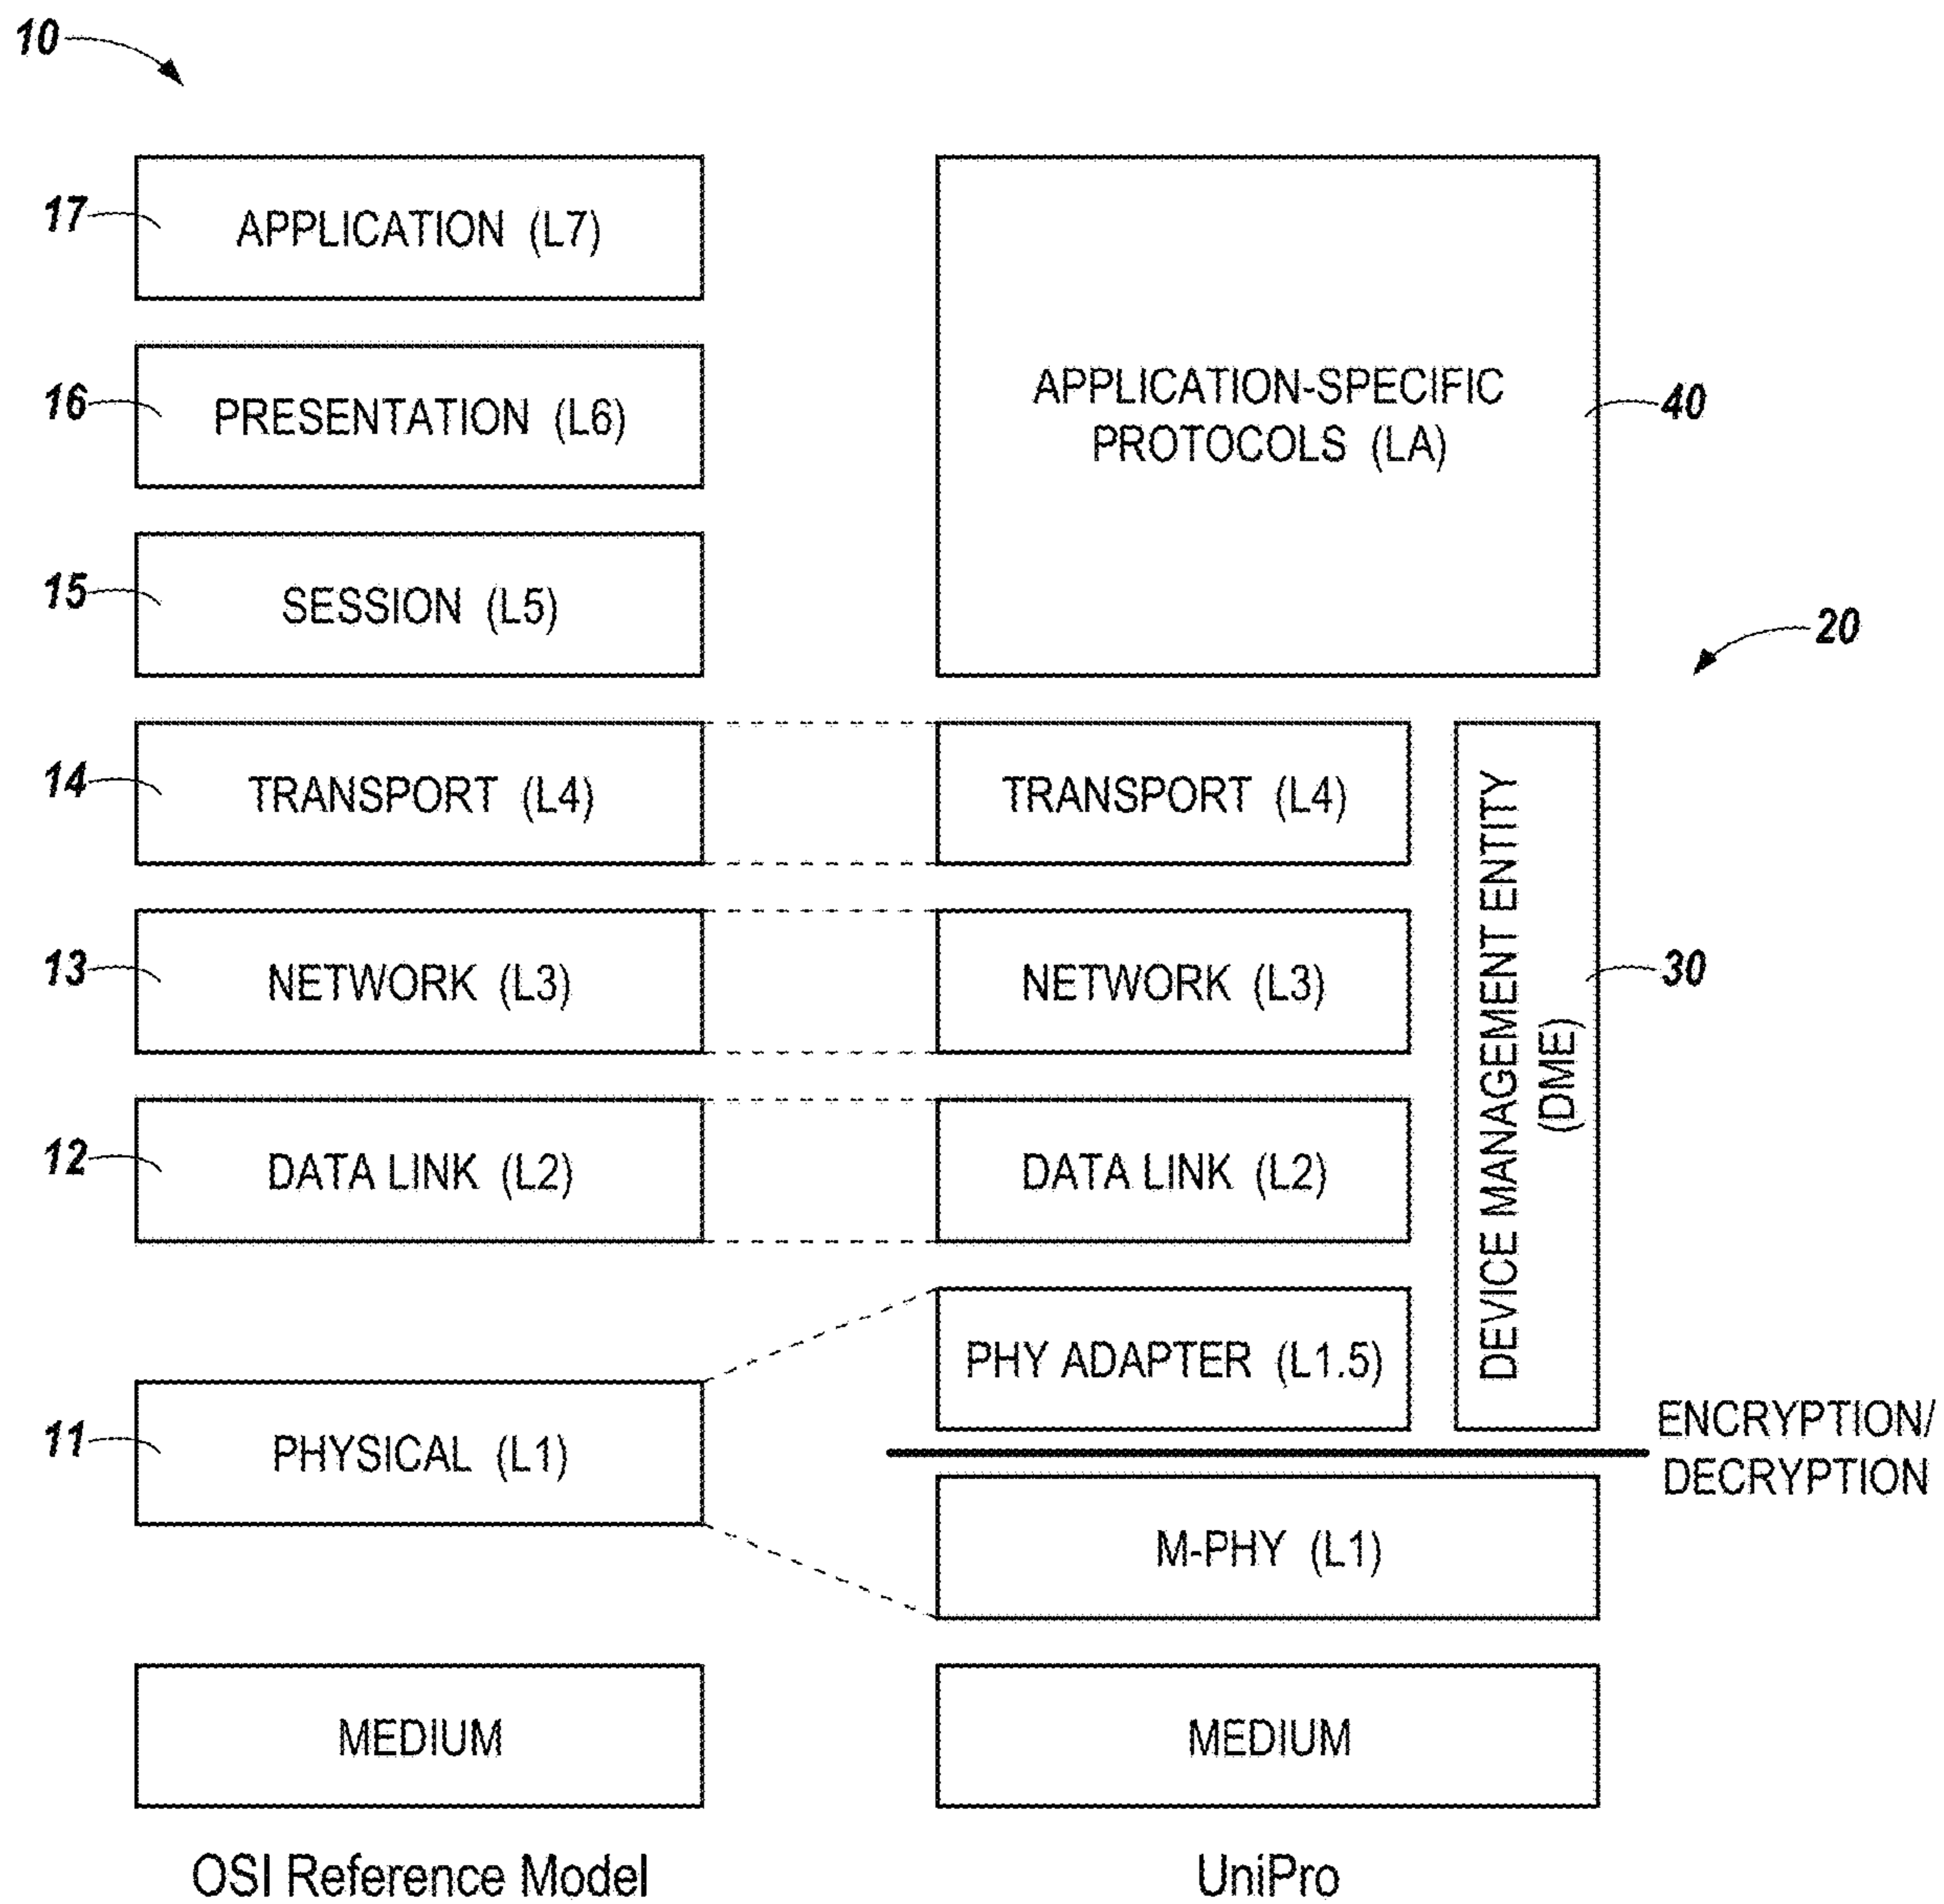 10
17
APPLICATION (L7)
16
PRESENTATION (L6)
15
SESSION (L5)
14
TRANSPORT (L4)
13
NETWORK (L3)
12
DATA LINK (L2)
11
PHYSICAL (L1)
MEDIUM
OSI Reference Model
APPLICATION-SPECIFIC
PROTOCOLS (LA)
40
20
TRANSPORT (L4)
NETWORK (L3)
DATA LINK (L2)
PHY ADAPTER (L1.5)
DEVICE MANAGEMENT ENTITY
(DME)
30
ENCRYPTION/
DECRYPTION
M-PHY (L1)
MEDIUM
UniPro